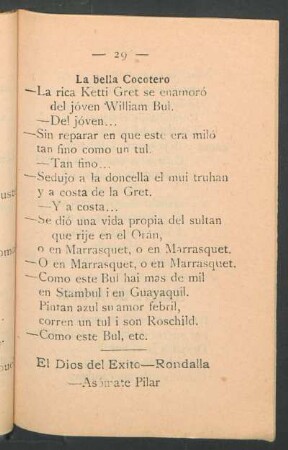 — 29 —
La bella Cocotero
—La rica Ketti Gret se enamoró
del jóven William Bul.
—Del jóven...
—Sin reparar en que este era miló
tan fino como un tul.
—Tan fino...
—Sedujo a la doncella el mui truhan
y a costa de la Gret.
—Y a costa...
—Se dió una vida propia del sultan
que rije en el Orán,
o en Marrasquet, o en Marrasquet.
—O en Marrasquet, o en Marrasquet.
—Como este Bul hai mas de mil
en Stambul i en Guayaquil.
Pintan azul su amor febril,
corren un tul i son Roschild.
—Como este Bul, etc.
El Dios del Exito—Rondalla
—Asómate Pilar